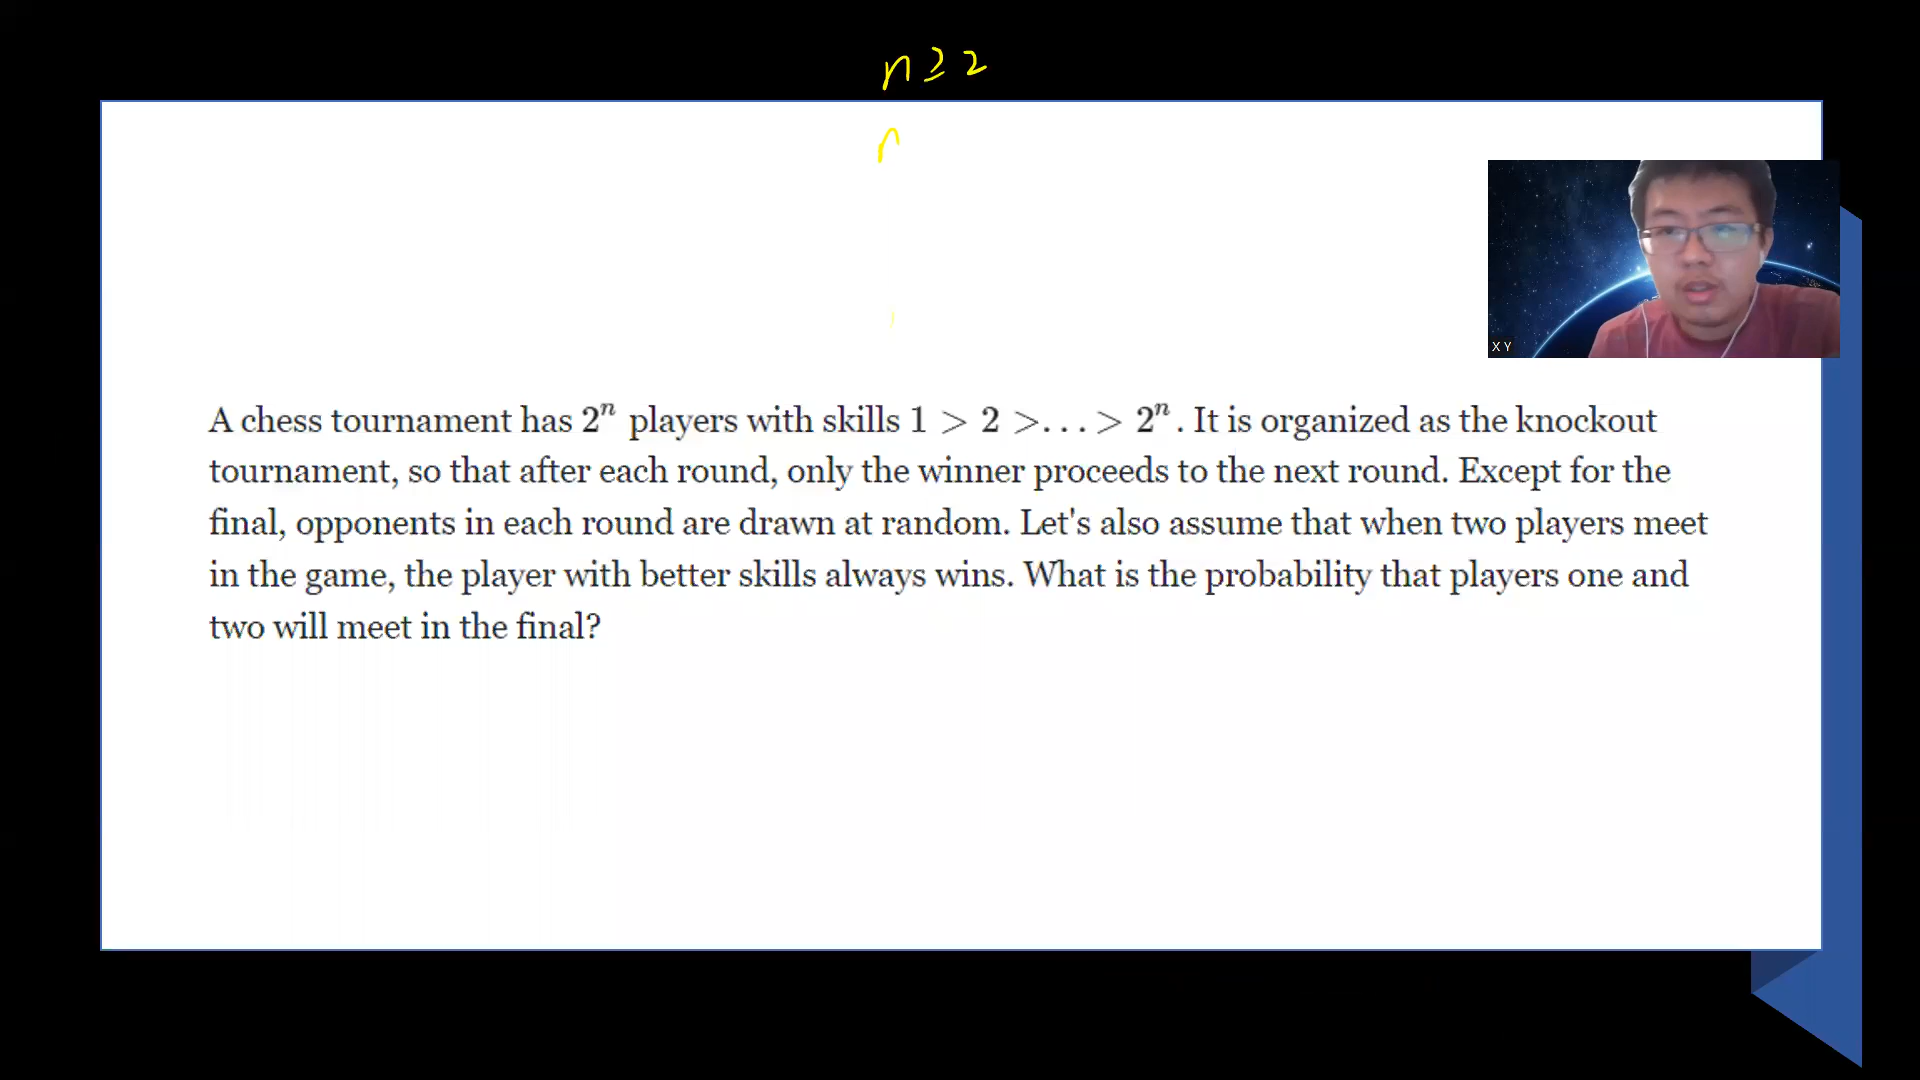 n ≥ 2
n
X Y
A chess tournament has 2ⁿ players with skills 1 > 2 >. . . > 2ⁿ. It is organized as the knockout
tournament, so that after each round, only the winner proceeds to the next round. Except for the
final, opponents in each round are drawn at random. Let's also assume that when two players meet
in the game, the player with better skills always wins. What is the probability that players one and
two will meet in the final?